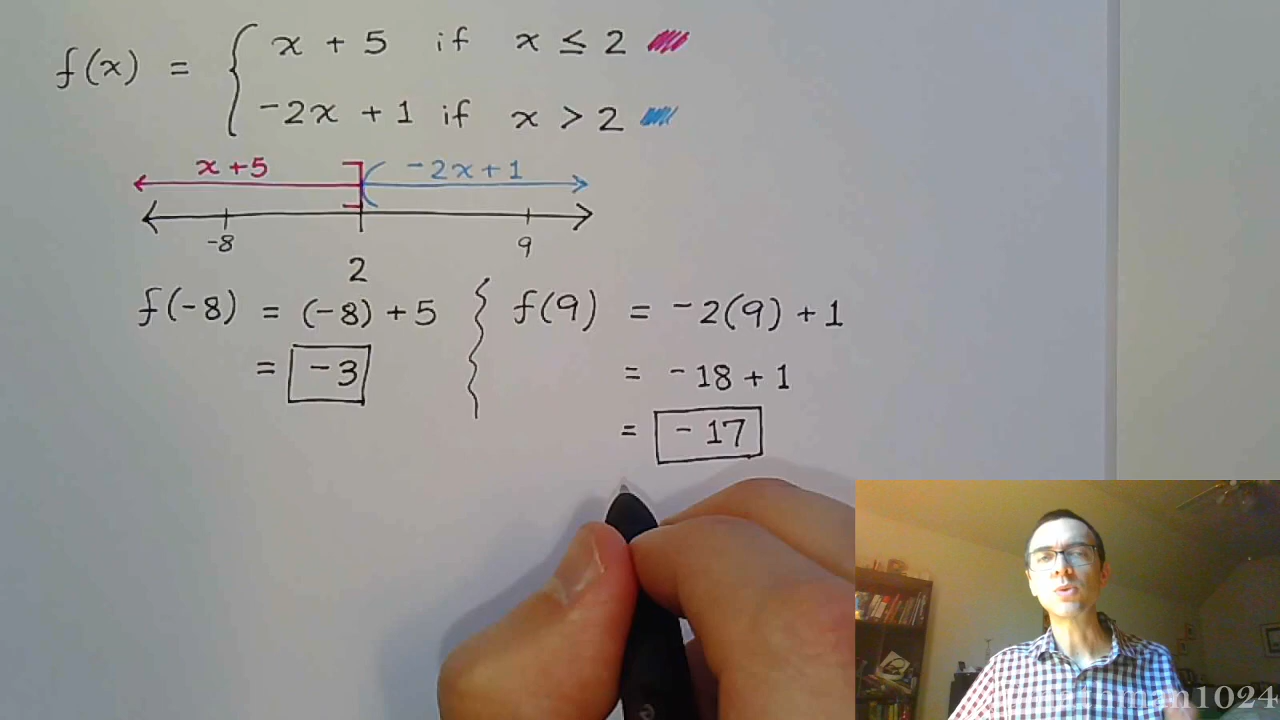 f(x) = { x + 5 if x ≤ 2
-2x + 1 if x > 2
x + 5 -2x + 1
-8 2 9
f(-8) = (-8) + 5
= -3
f(9) = -2(9) + 1
= -18 + 1
= -17